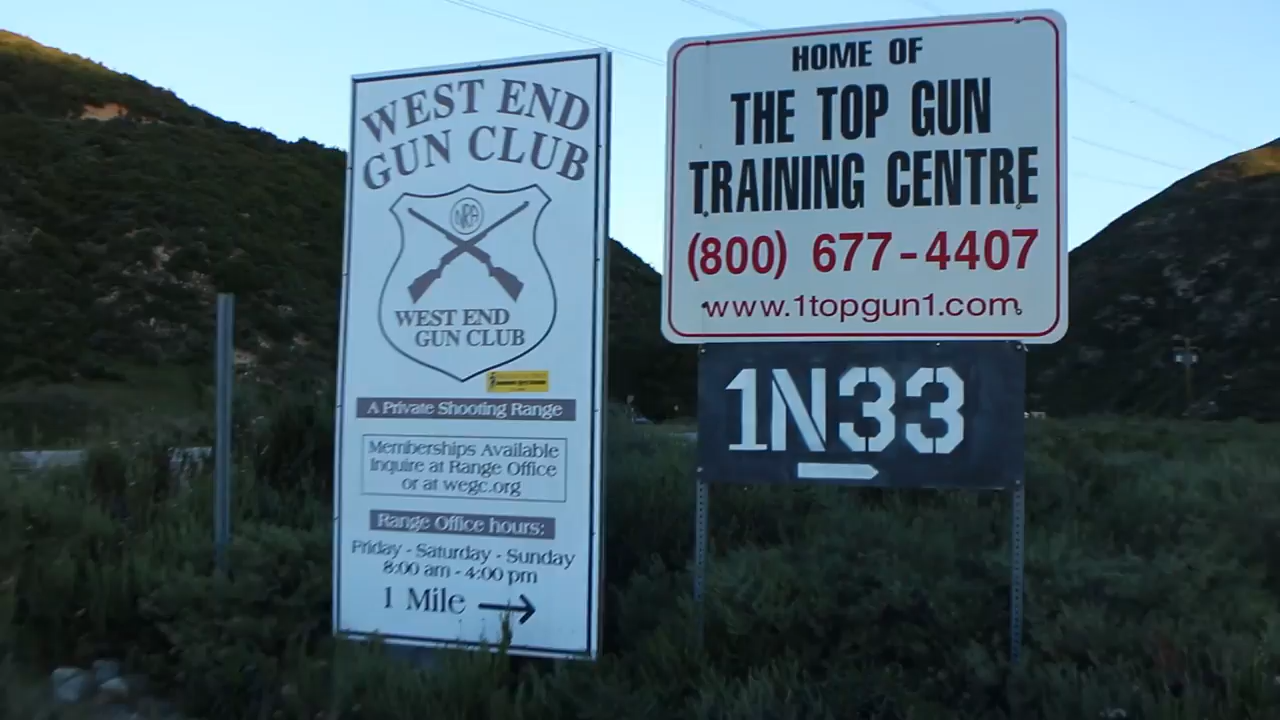 WEST END
GUN CLUB
NRA
WEST END
GUN CLUB
A Private Shooting Range
Memberships Available
Inquire at Range Office
or at wegc.org
Range Office hours:
Friday - Saturday - Sunday
8:00 am - 4:00 pm
1 Mile
HOME OF
THE TOP GUN
TRAINING CENTRE
(800) 677-4407
www.1topgun1.com
1N33